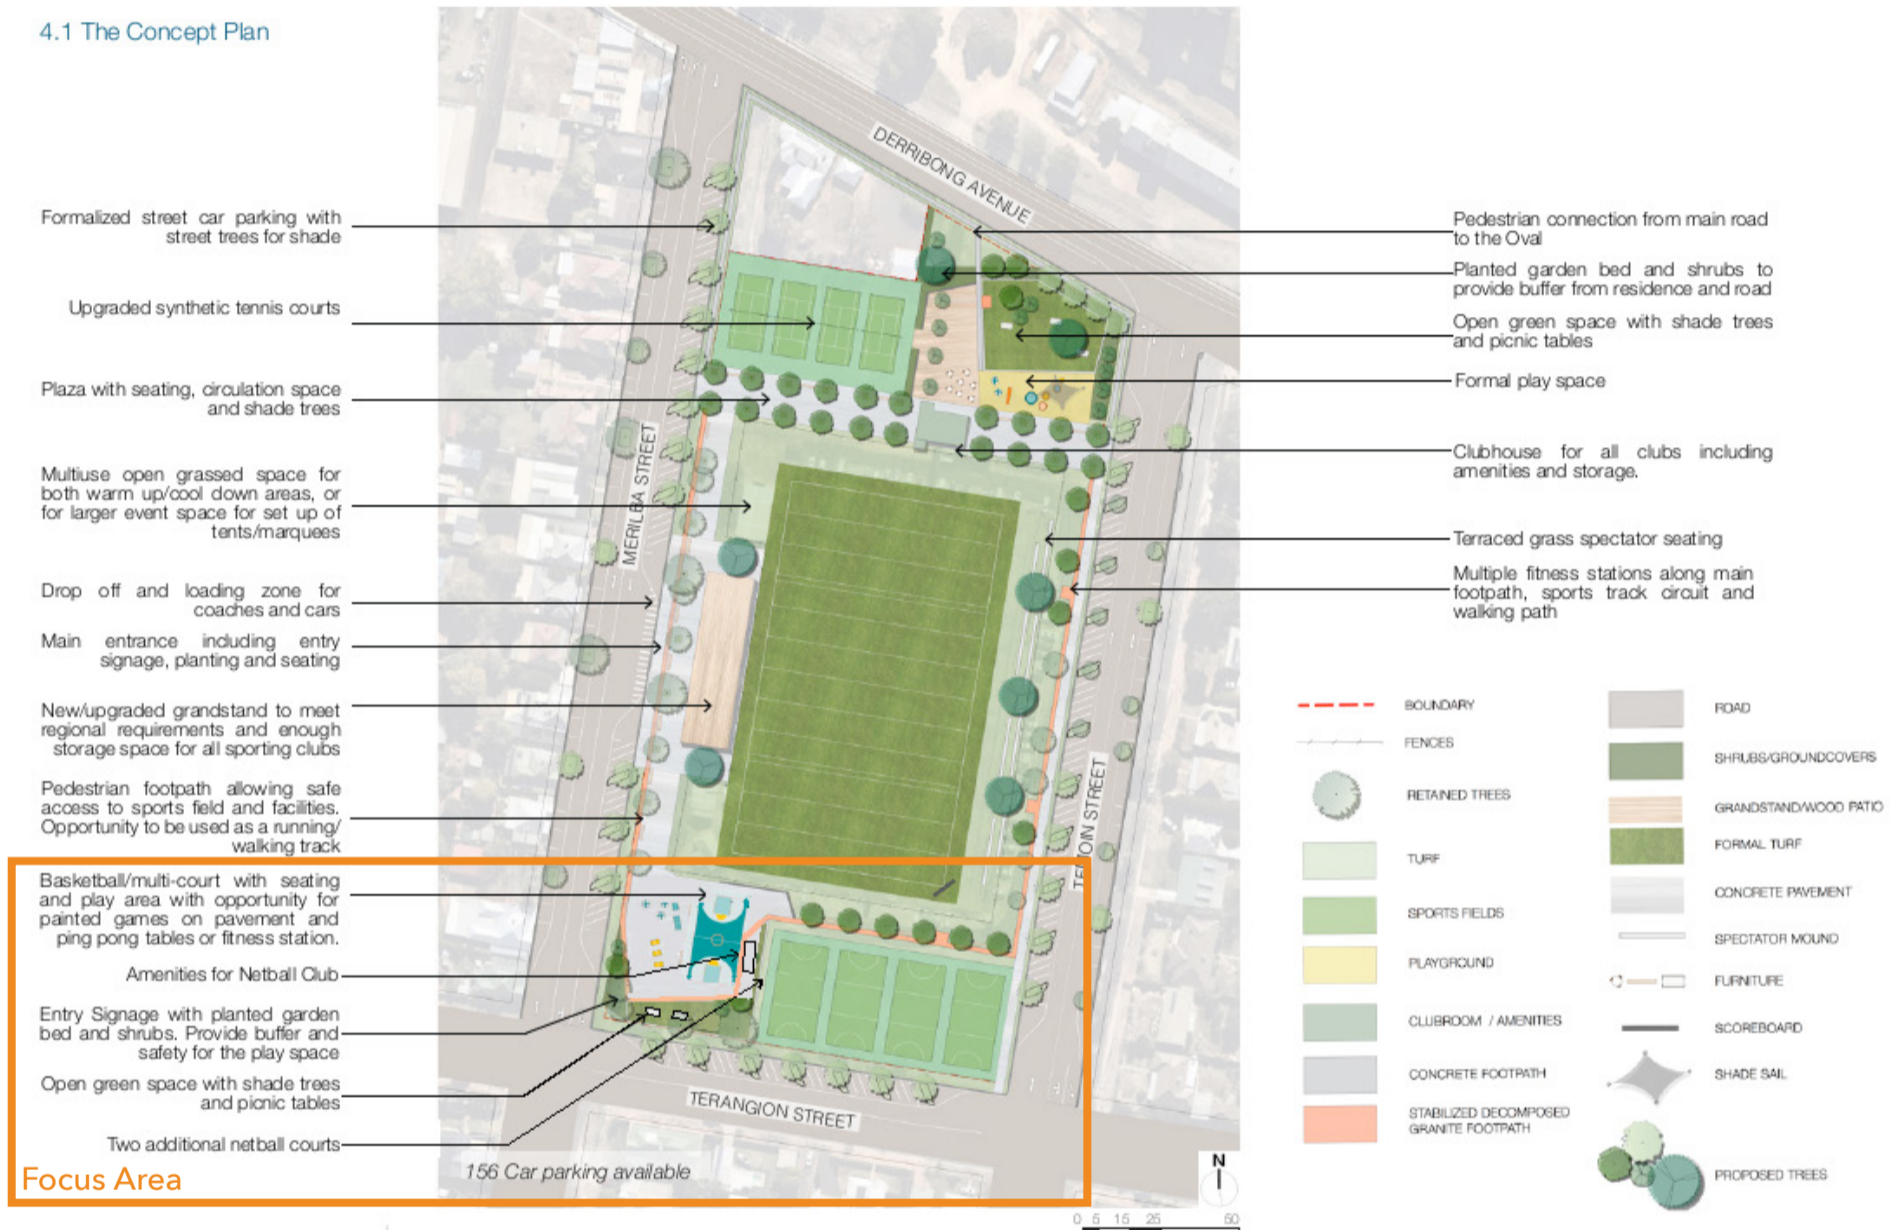 4.1 The Concept Plan
Formalized street car parking with
street trees for shade
Upgraded synthetic tennis courts
Plaza with seating, circulation space
and shade trees
Multiuse open grassed space for
both warm up/cool down areas, or
for larger event space for set up of
tents/marquees
Drop off and loading zone for
coaches and cars
Main entrance including entry
signage, planting and seating
New/upgraded grandstand to meet
regional requirements and enough
storage space for all sporting clubs
Pedestrian footpath allowing safe
access to sports field and facilities.
Opportunity to be used as a running/
walking track
Basketball/multi-court with seating
and play area with opportunity for
painted games on pavement and
ping pong tables or fitness station.
Amenities for Netball Club
Entry Signage with planted garden
bed and shrubs. Provide buffer and
safety for the play space
Open green space with shade trees
and picnic tables
Two additional netball courts
Focus Area
DERRIBONG AVENUE
MERILBA STREET
STREET
TERANGION STREET
156 Car parking available
N
0 5 15 25 50
Pedestrian connection from main road
to the Oval
Planted garden bed and shrubs to
provide buffer from residence and road
Open green space with shade trees
and picnic tables
Formal play space
Clubhouse for all clubs including
amenities and storage.
Terraced grass spectator seating
Multiple fitness stations along main
footpath, sports track circuit and
walking path
BOUNDARY
FENCES
RETAINED TREES
TURF
SPORTS FIELDS
PLAYGROUND
CLUBROOM / AMENITIES
CONCRETE FOOTPATH
STABILIZED DECOMPOSED
GRANITE FOOTPATH
ROAD
SHRUBS/GROUNDCOVERS
GRANDSTAND/WOOD PATIO
FORMAL TURF
CONCRETE PAVEMENT
SPECTATOR MOUND
FURNITURE
SCOREBOARD
SHADE SAIL
PROPOSED TREES